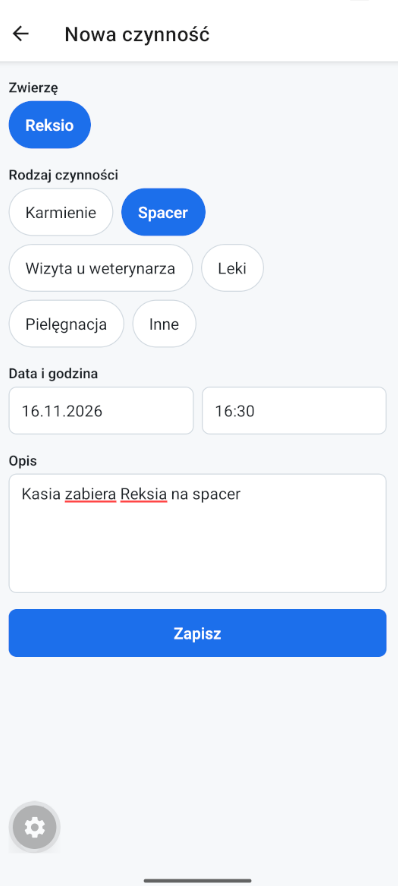 Nowa czynność
Zwierzę
Reksio
Rodzaj czynności
Karmienie
Spacer
Wizyta u weterynarza
Leki
Pielęgnacja
Inne
Data i godzina
16.11.2026
16:30
Opis
Kasia zabiera Reksia na spacer
Zapisz